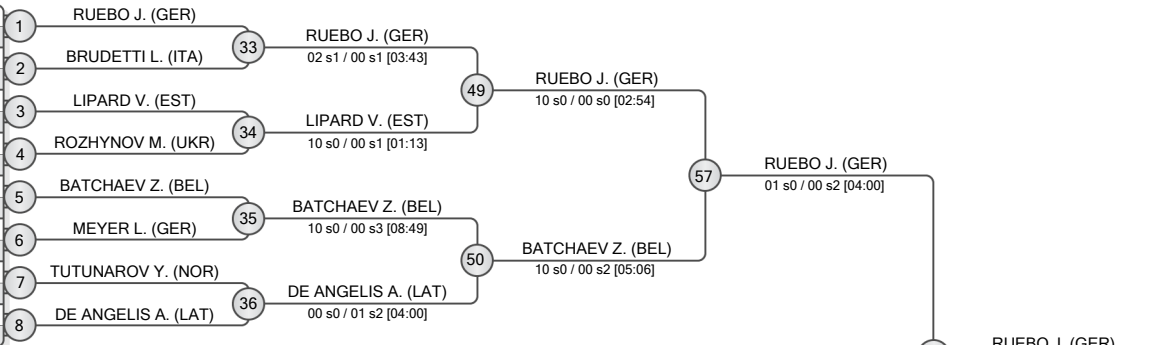 1
RUEBO J. (GER)
2
BRUDETTI L. (ITA)
3
LIPARD V. (EST)
4
ROZHYNOV M. (UKR)
5
BATCHAEV Z. (BEL)
6
MEYER L. (GER)
7
TUTUNAROV Y. (NOR)
8
DE ANGELIS A. (LAT)
33
RUEBO J. (GER)
02 s1 / 00 s1 [03:43]
34
LIPARD V. (EST)
10 s0 / 00 s1 [01:13]
35
BATCHAEV Z. (BEL)
10 s0 / 00 s3 [08:49]
36
DE ANGELIS A. (LAT)
00 s0 / 01 s2 [04:00]
49
RUEBO J. (GER)
10 s0 / 00 s0 [02:54]
50
BATCHAEV Z. (BEL)
10 s0 / 00 s2 [05:06]
57
RUEBO J. (GER)
01 s0 / 00 s2 [04:00]
RUEBO J. (GER)